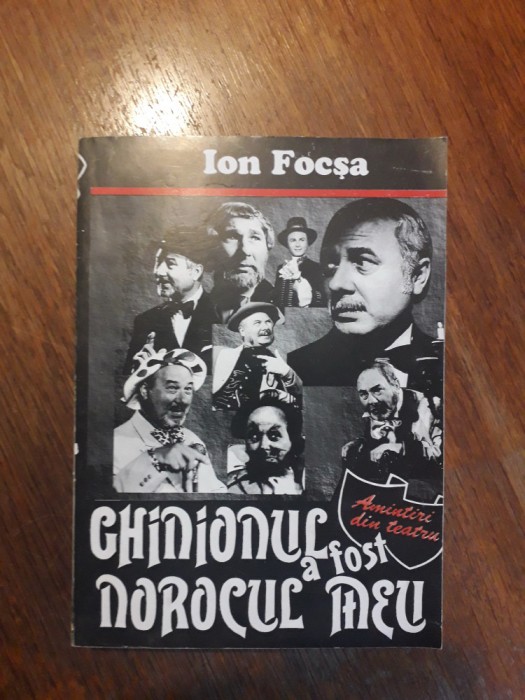 Ion Focșa
Amintiri
din teatru
GHINIONUL
a fost
NOROCUL MEU